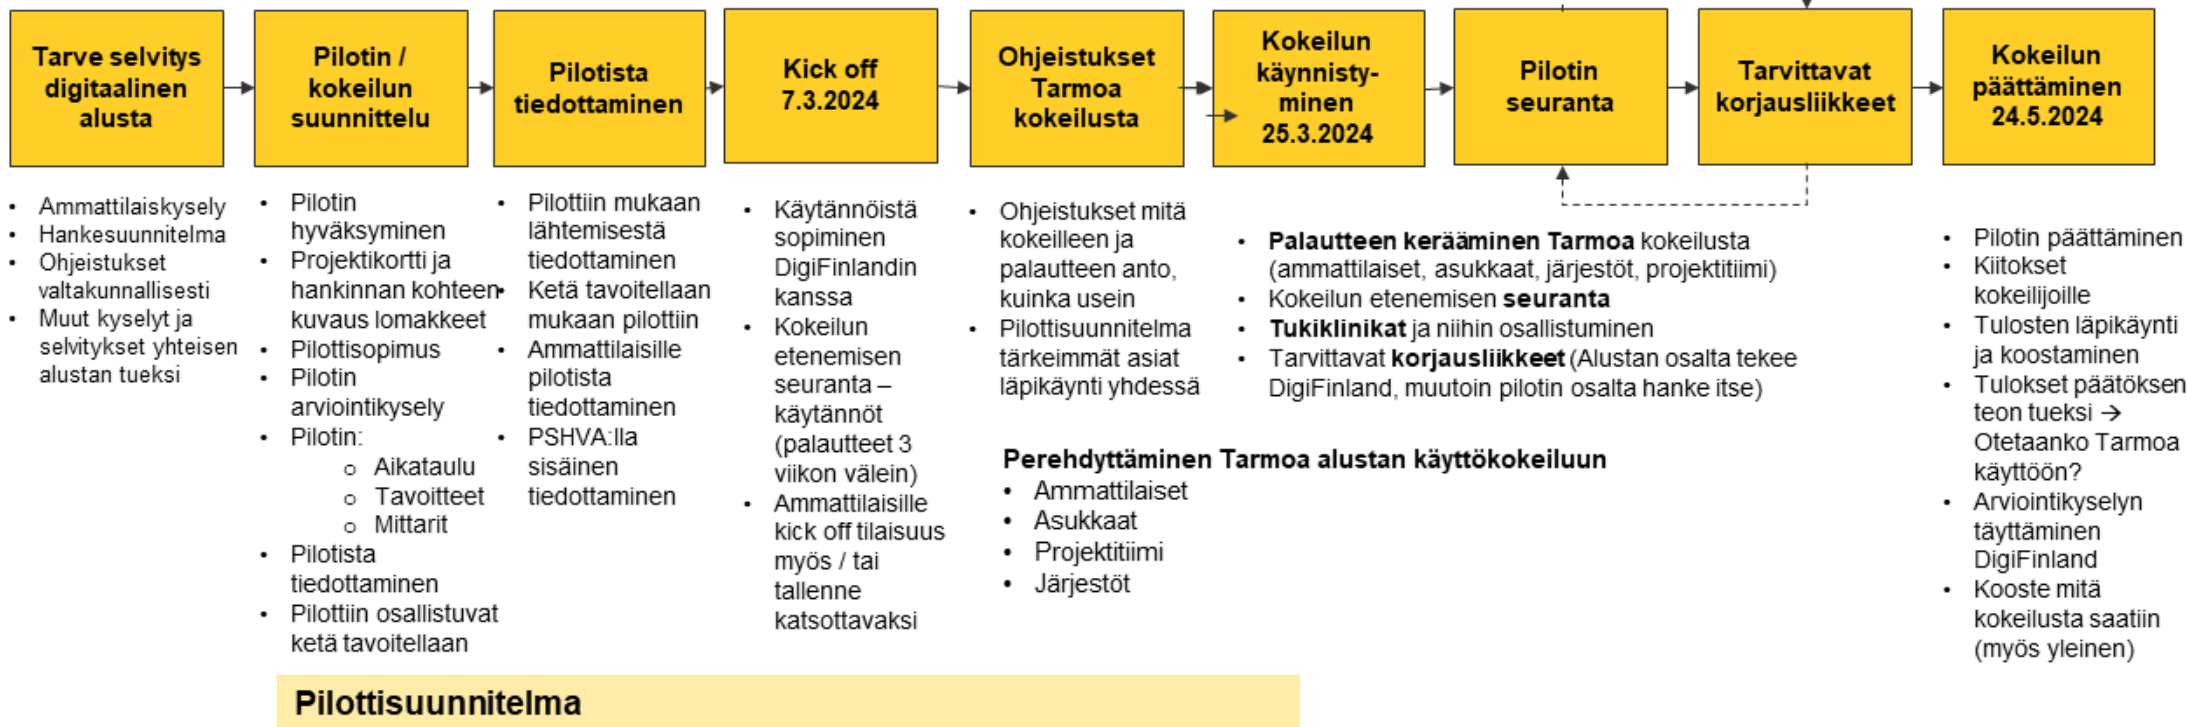 Tarve selvitys
digitaalinen
alusta
Pilotin /
kokeilun
suunnittelu
Pilotista
tiedottaminen
Kick off
7.3.2024
Ohjeistukset
Tarmoa
kokeilusta
Kokeilun
käynnisty-
minen
25.3.2024
Pilotin
seuranta
Tarvittavat
korjausliikkeet
Kokeilun
päättäminen
24.5.2024
• Ammattilaiskysely
• Hankesuunnitelma
• Ohjeistukset
valtakunnallisesti
• Muut kyselyt ja
selvitykset yhteisen
alustan tueksi
• Pilotin
hyväksyminen
• Projektikortti ja
hankinnan kohteen
kuvaus lomakkeet
• Pilottisopimus
• Pilotin
arviointikysely
• Pilotin:
o Aikataulu
o Tavoitteet
o Mittarit
• Pilotista
tiedottaminen
• Pilottiin osallistuvat
ketä tavoitellaan
• Pilottiin mukaan
lähtemisestä
tiedottaminen
• Ketä tavoitellaan
mukaan pilottiin
• Ammattilaisille
pilotista
tiedottaminen
• PSHVA:lla
sisäinen
tiedottaminen
• Käytännöistä
sopiminen
DigiFinlandin
kanssa
• Kokeilun
etenemisen
seuranta –
käytännöt
(palautteet 3
viikon välein)
• Ammattilaisille
kick off tilaisuus
myös / tai
tallenne
katsottavaksi
• Ohjeistukset mitä
kokeilleen ja
palautteen anto,
kuinka usein
• Pilottisuunnitelma
tärkeimmät asiat
läpikäynti yhdessä
• Palautteen kerääminen Tarmoa kokeilusta
(ammattilaiset, asukkaat, järjestöt, projektitiimi)
• Kokeilun etenemisen seuranta
• Tukiklinikat ja niihin osallistuminen
• Tarvittavat korjausliikkeet (Alustan osalta tekee
DigiFinland, muutoin pilotin osalta hanke itse)
Perehdyttäminen Tarmoa alustan käyttökokeiluun
• Ammattilaiset
• Asukkaat
• Projektitiimi
• Järjestöt
• Pilotin päättäminen
• Kiitokset
kokeilijoille
• Tulosten läpikäynti
ja koostaminen
• Tulokset päätöksen
teon tueksi →
Otetaanko Tarmoa
käyttöön?
• Arviointikyselyn
täyttäminen
DigiFinland
• Kooste mitä
kokeilusta saatiin
(myös yleinen)
Pilottisuunnitelma